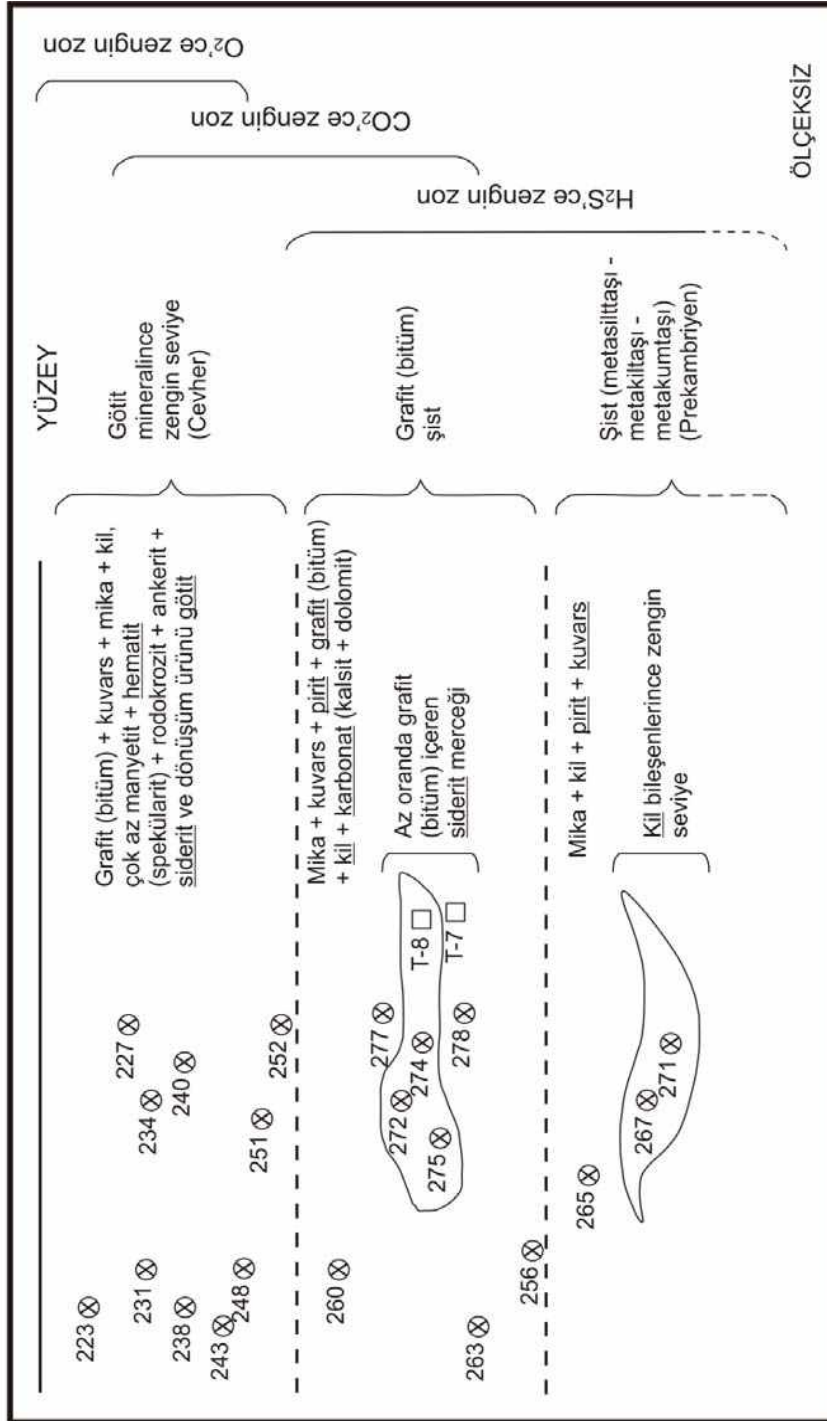 YÜZEY
223
231
238
243
248
227
234
240
251
252
Grafit (bitüm) + kuvars + mika + kil,
çok az manyetit + hematit
(spekülarit) + rodokrozit + ankerit +
siderit ve dönüşüm ürünü götit
Götit
mineralince
zengin seviye
(Cevher)
O₂'ce zengin zon
CO₂'ce zengin zon
H₂S'ce zengin zon
260
263
256
277
272
274
275
278
T-8
T-7
Mika + kuvars + pirit + grafit (bitüm)
+ kil + karbonat (kalsit + dolomit)
Az oranda grafit
(bitüm) içeren
siderit merceği
Grafit (bitüm)
şist
265
267
271
Mika + kil + pirit + kuvars
Kil bileşenlerince zengin
seviye
Şist (metasilttaşı -
metakiltaşı -
metakumtaşı)
(Prekambriyen)
ÖLÇEKSİZ